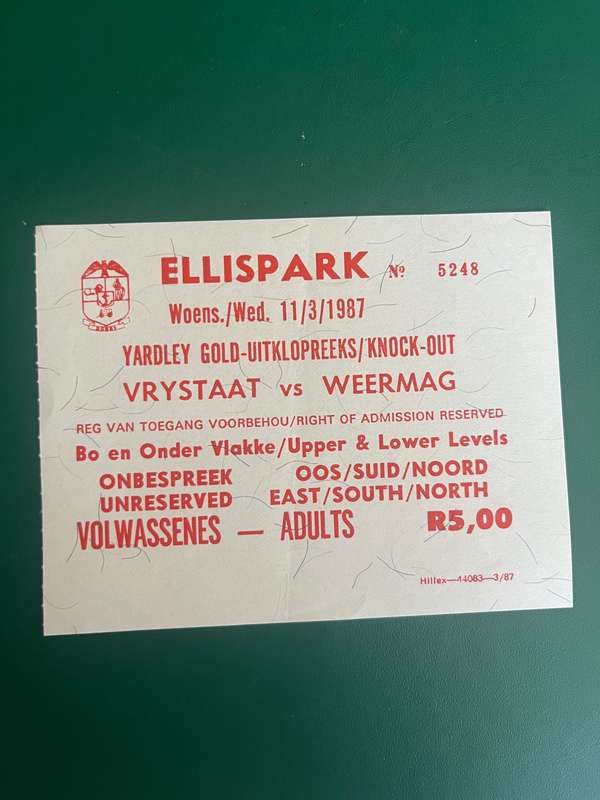 ELLISPARK No 5248
Woens./Wed. 11/3/1987
YARDLEY GOLD-UITKLOPREEKS/KNOCK-OUT
VRYSTAAT vs WEERMAG
REG VAN TOEGANG VOORBEHOU/RIGHT OF ADMISSION RESERVED
Bo en Onder Vlakke/Upper & Lower Levels
ONBESPREEK OOS/SUID/NOORD
UNRESERVED EAST/SOUTH/NORTH
VOLWASSENES — ADULTS R5,00
Hillex—44083—3/87